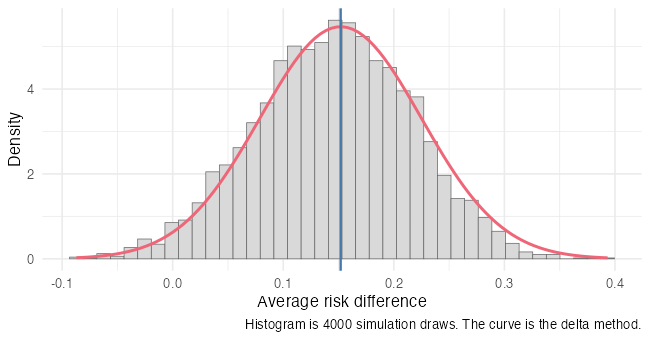 Density
4
2
0
-0.1 0.0 0.1 0.2 0.3 0.4
Average risk difference
Histogram is 4000 simulation draws. The curve is the delta method.